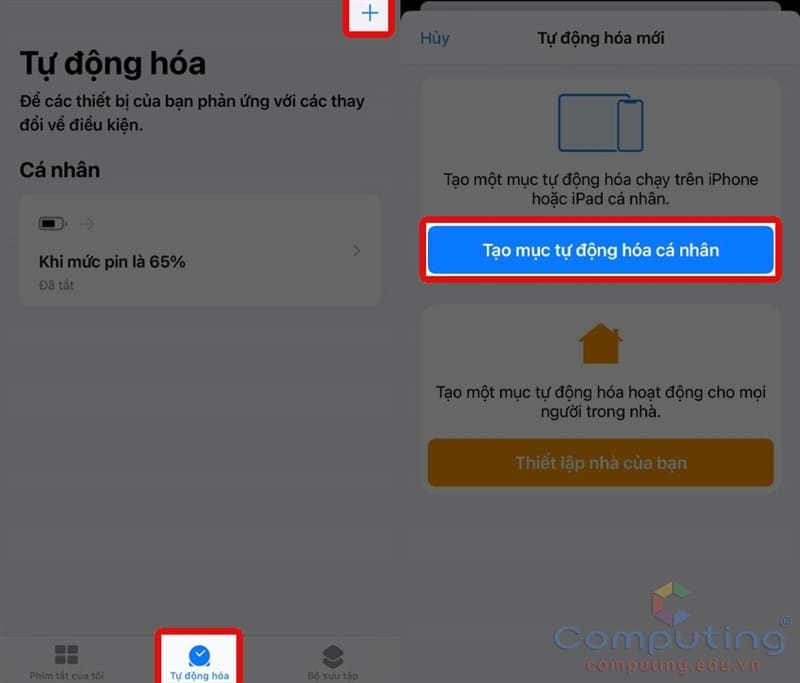 +
Tự động hóa
Để các thiết bị của bạn phản ứng với các thay
đổi về điều kiện.
Cá nhân
Khi mức pin là 65%
Đã tắt
Phím tắt của tôi
Tự động hóa
Bộ sưu tập
Hủy
Tự động hóa mới
Tạo một mục tự động hóa chạy trên iPhone
hoặc iPad cá nhân.
Tạo mục tự động hóa cá nhân
Tạo một mục tự động hóa hoạt động cho mọi
người trong nhà.
Thiết lập nhà của bạn
Computing®
computing.edu.vn